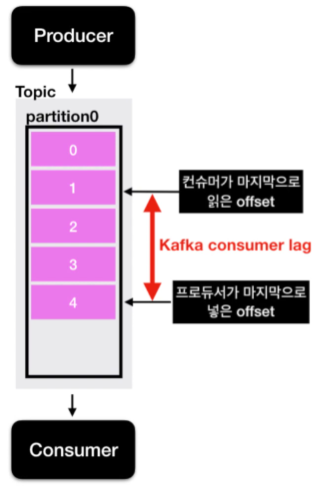 Producer
Topic
partition0
0
1
2
3
4
컨슈머가 마지막으로
읽은 offset
Kafka consumer lag
프로듀서가 마지막으로
넣은 offset
Consumer